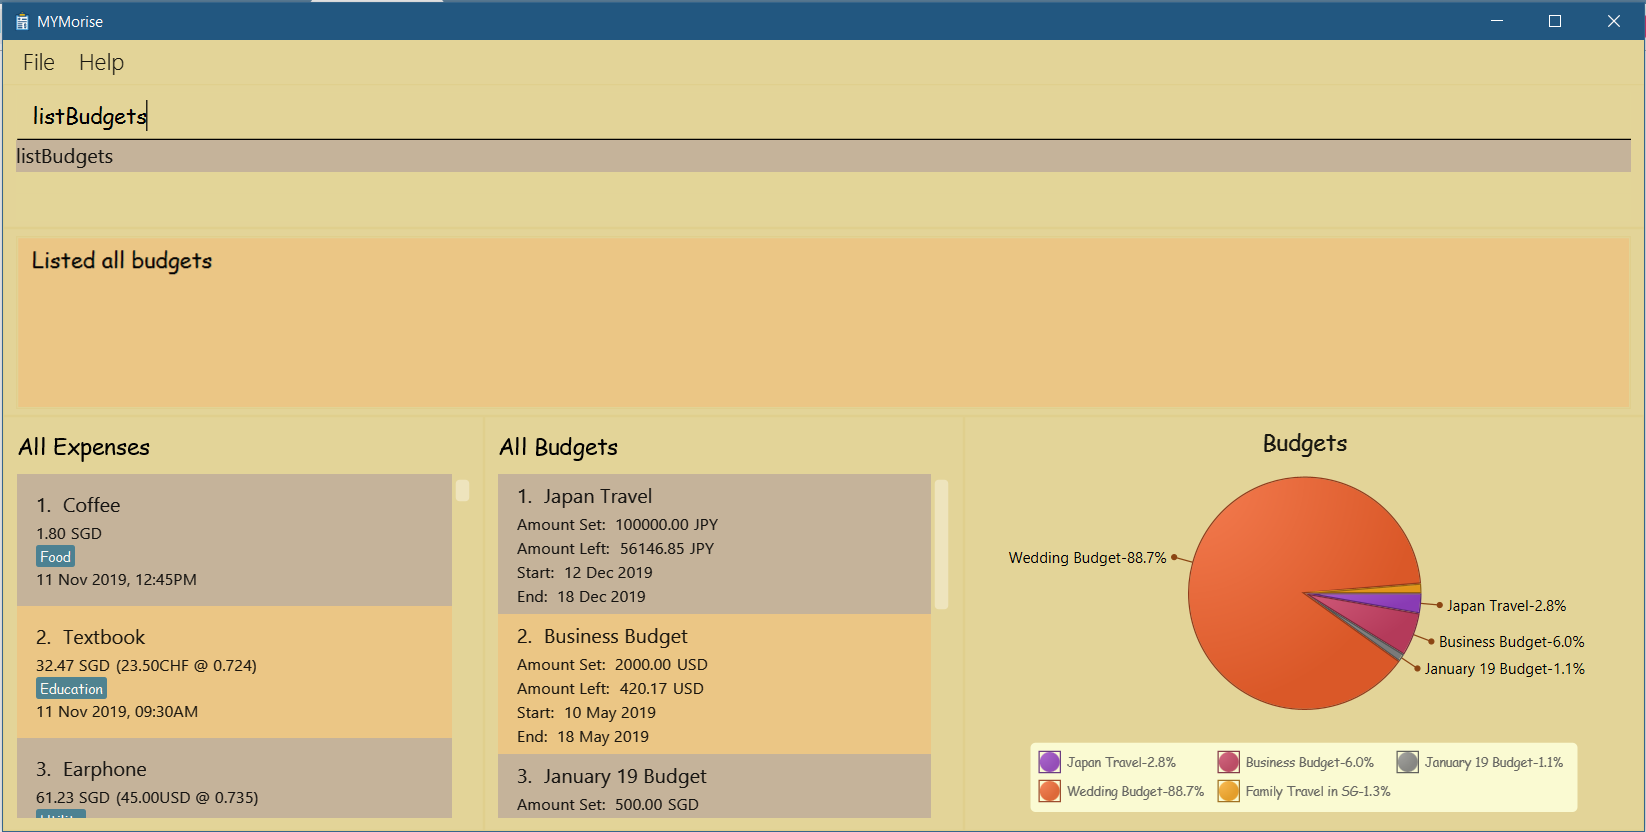 MYMorise
File Help
listBudgets
listBudgets
Listed all budgets
All Expenses
1. Coffee
1.80 SGD
Food
11 Nov 2019, 12:45PM
2. Textbook
32.47 SGD (23.50CHF @ 0.724)
Education
11 Nov 2019, 09:30AM
3. Earphone
61.23 SGD (45.00USD @ 0.735)
Utility
All Budgets
1. Japan Travel
Amount Set: 100000.00 JPY
Amount Left: 56146.85 JPY
Start: 12 Dec 2019
End: 18 Dec 2019
2. Business Budget
Amount Set: 2000.00 USD
Amount Left: 420.17 USD
Start: 10 May 2019
End: 18 May 2019
3. January 19 Budget
Amount Set: 500.00 SGD
Budgets
Wedding Budget-88.7%
Japan Travel-2.8%
Business Budget-6.0%
January 19 Budget-1.1%
Japan Travel-2.8% Business Budget-6.0% January 19 Budget-1.1%
Wedding Budget-88.7% Family Travel in SG-1.3%